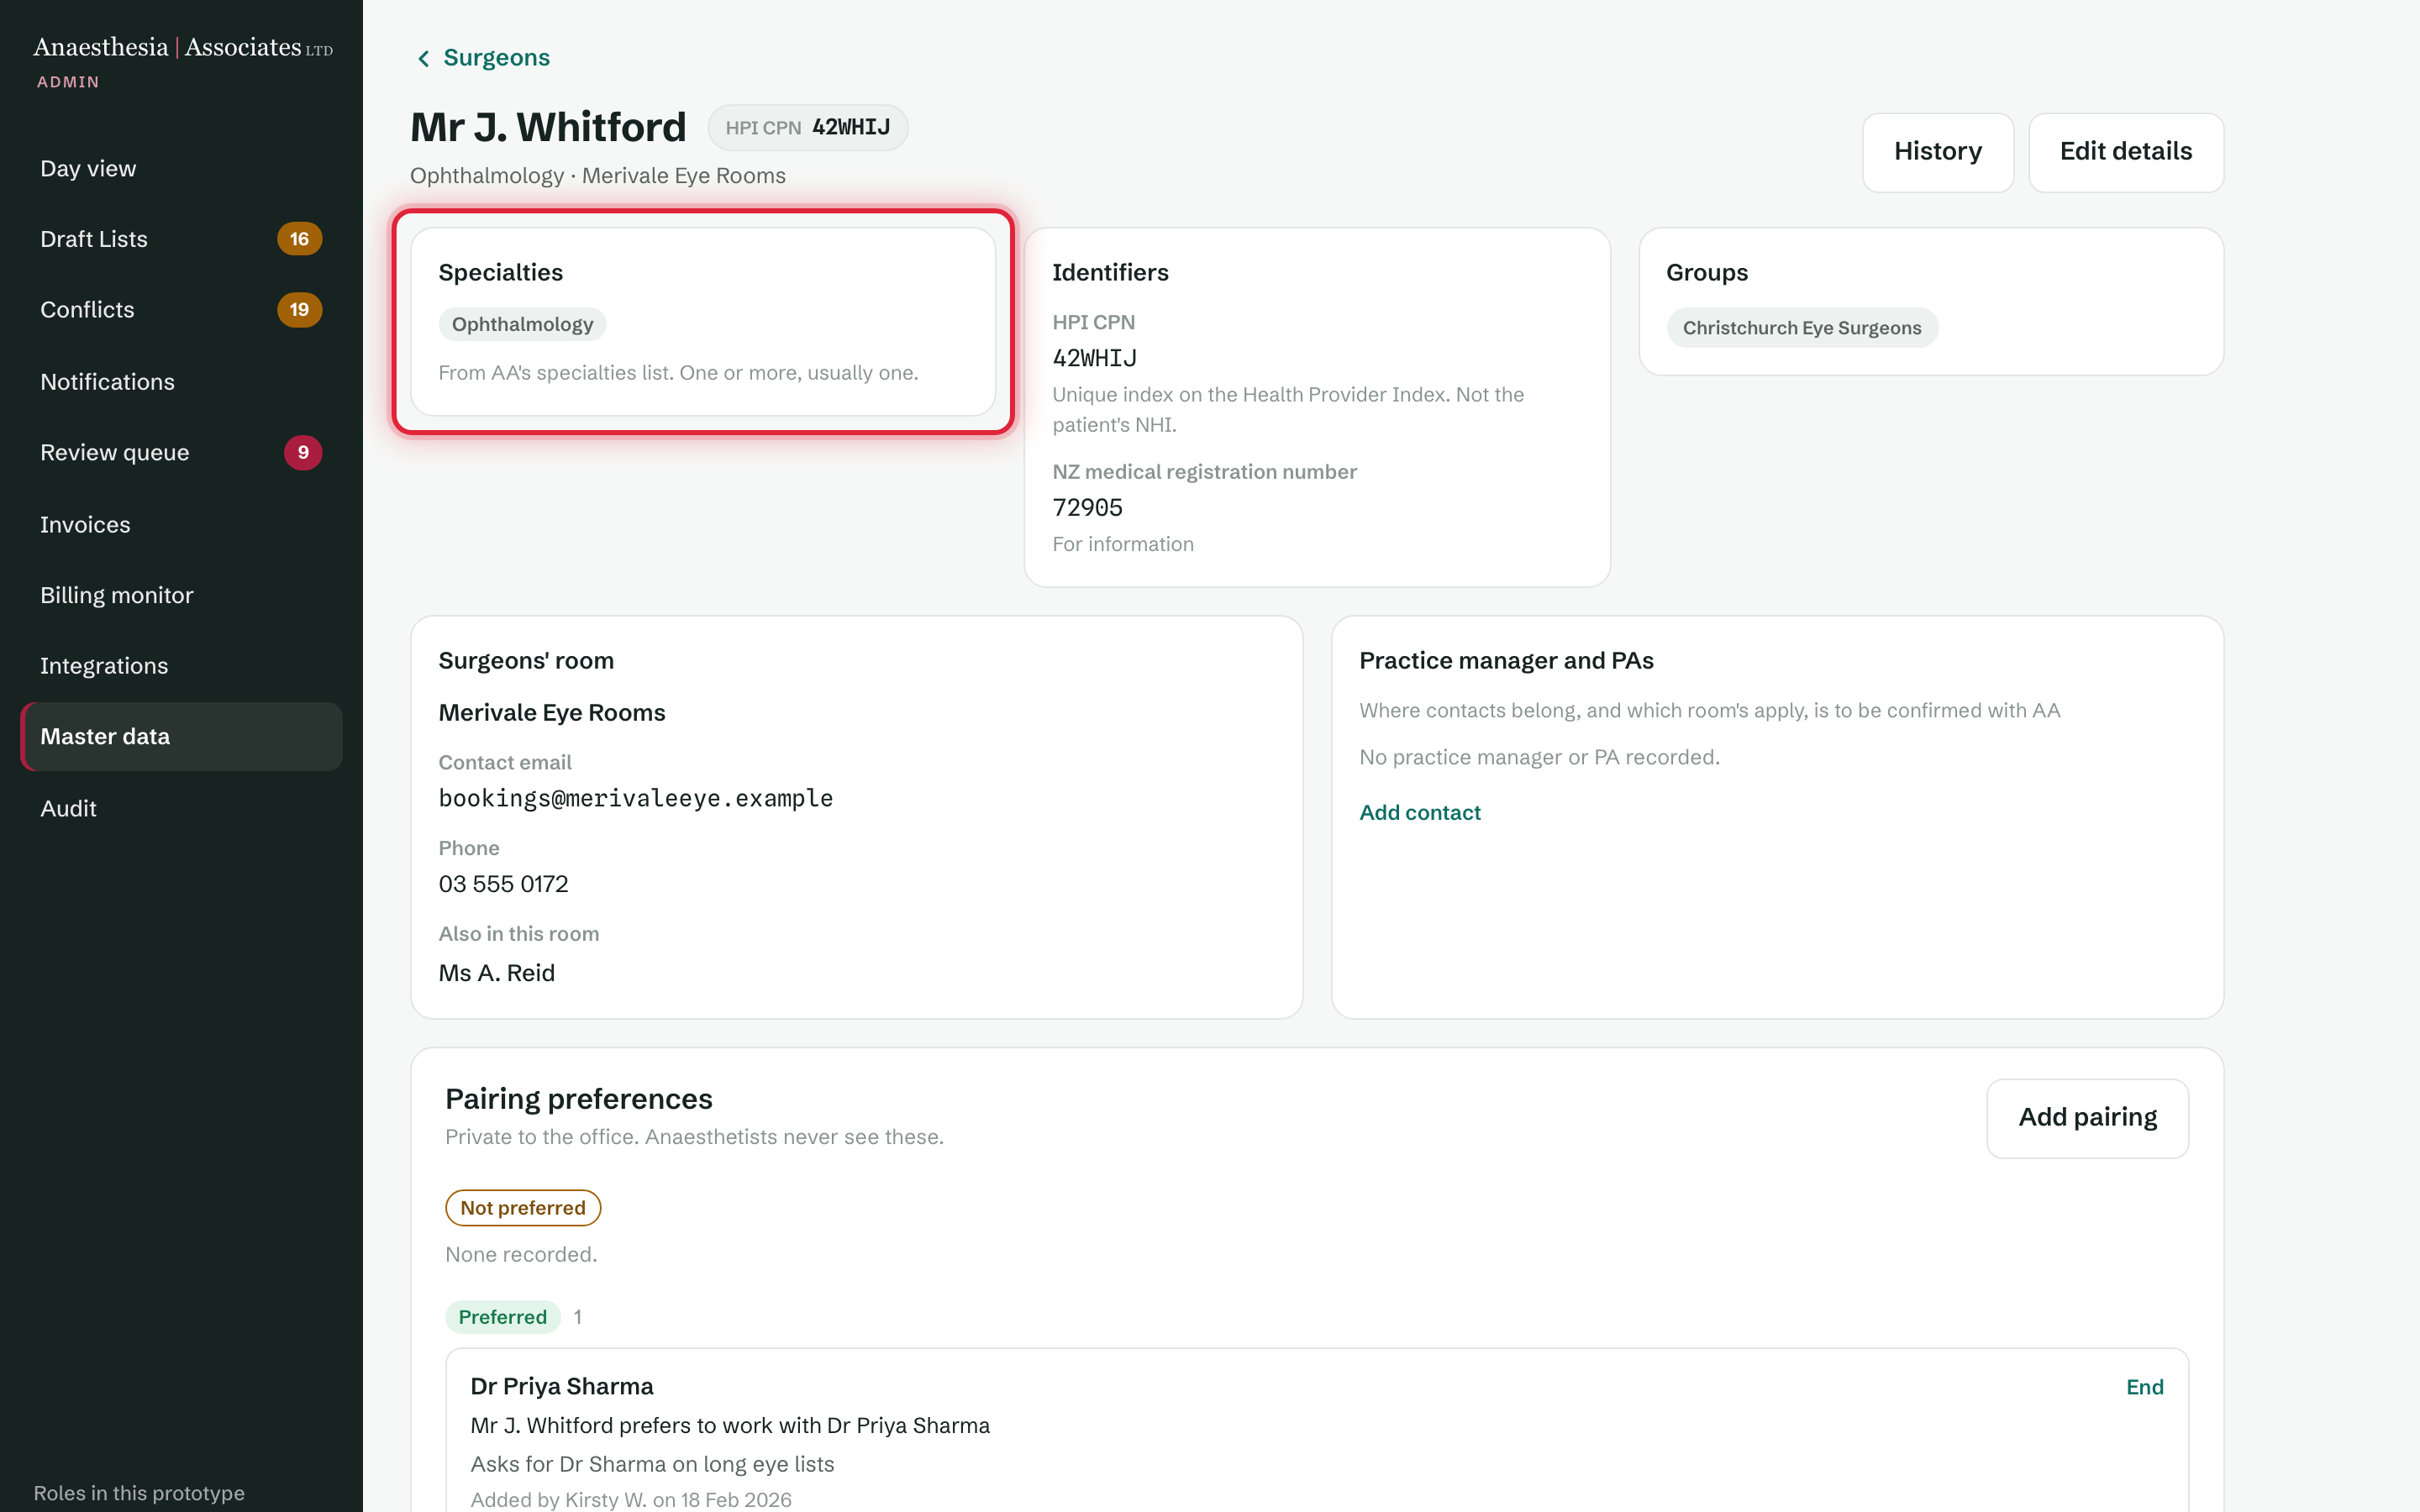 Anaesthesia | Associates LTD
ADMIN
Day view
Draft Lists 16
Conflicts 19
Notifications
Review queue 9
Invoices
Billing monitor
Integrations
Master data
Audit
Roles in this prototype
Surgeons
Mr J. Whitford HPI CPN 42WHIJ
Ophthalmology · Merivale Eye Rooms
History
Edit details
Specialties
Ophthalmology
From AA's specialties list. One or more, usually one.
Identifiers
HPI CPN
42WHIJ
Unique index on the Health Provider Index. Not the
patient's NHI.
NZ medical registration number
72905
For information
Groups
Christchurch Eye Surgeons
Surgeons' room
Merivale Eye Rooms
Contact email
bookings@merivaleeye.example
Phone
03 555 0172
Also in this room
Ms A. Reid
Practice manager and PAs
Where contacts belong, and which room's apply, is to be confirmed with AA
No practice manager or PA recorded.
Add contact
Pairing preferences
Private to the office. Anaesthetists never see these.
Add pairing
Not preferred
None recorded.
Preferred 1
Dr Priya Sharma
End
Mr J. Whitford prefers to work with Dr Priya Sharma
Asks for Dr Sharma on long eye lists
Added by Kirsty W. on 18 Feb 2026